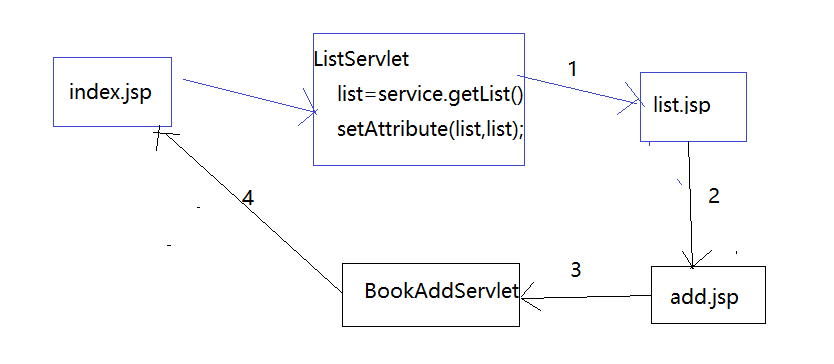 index.jsp
ListServlet
list=service.getList()
setAttribute(list,list);
1
list.jsp
2
add.jsp
3
BookAddServlet
4